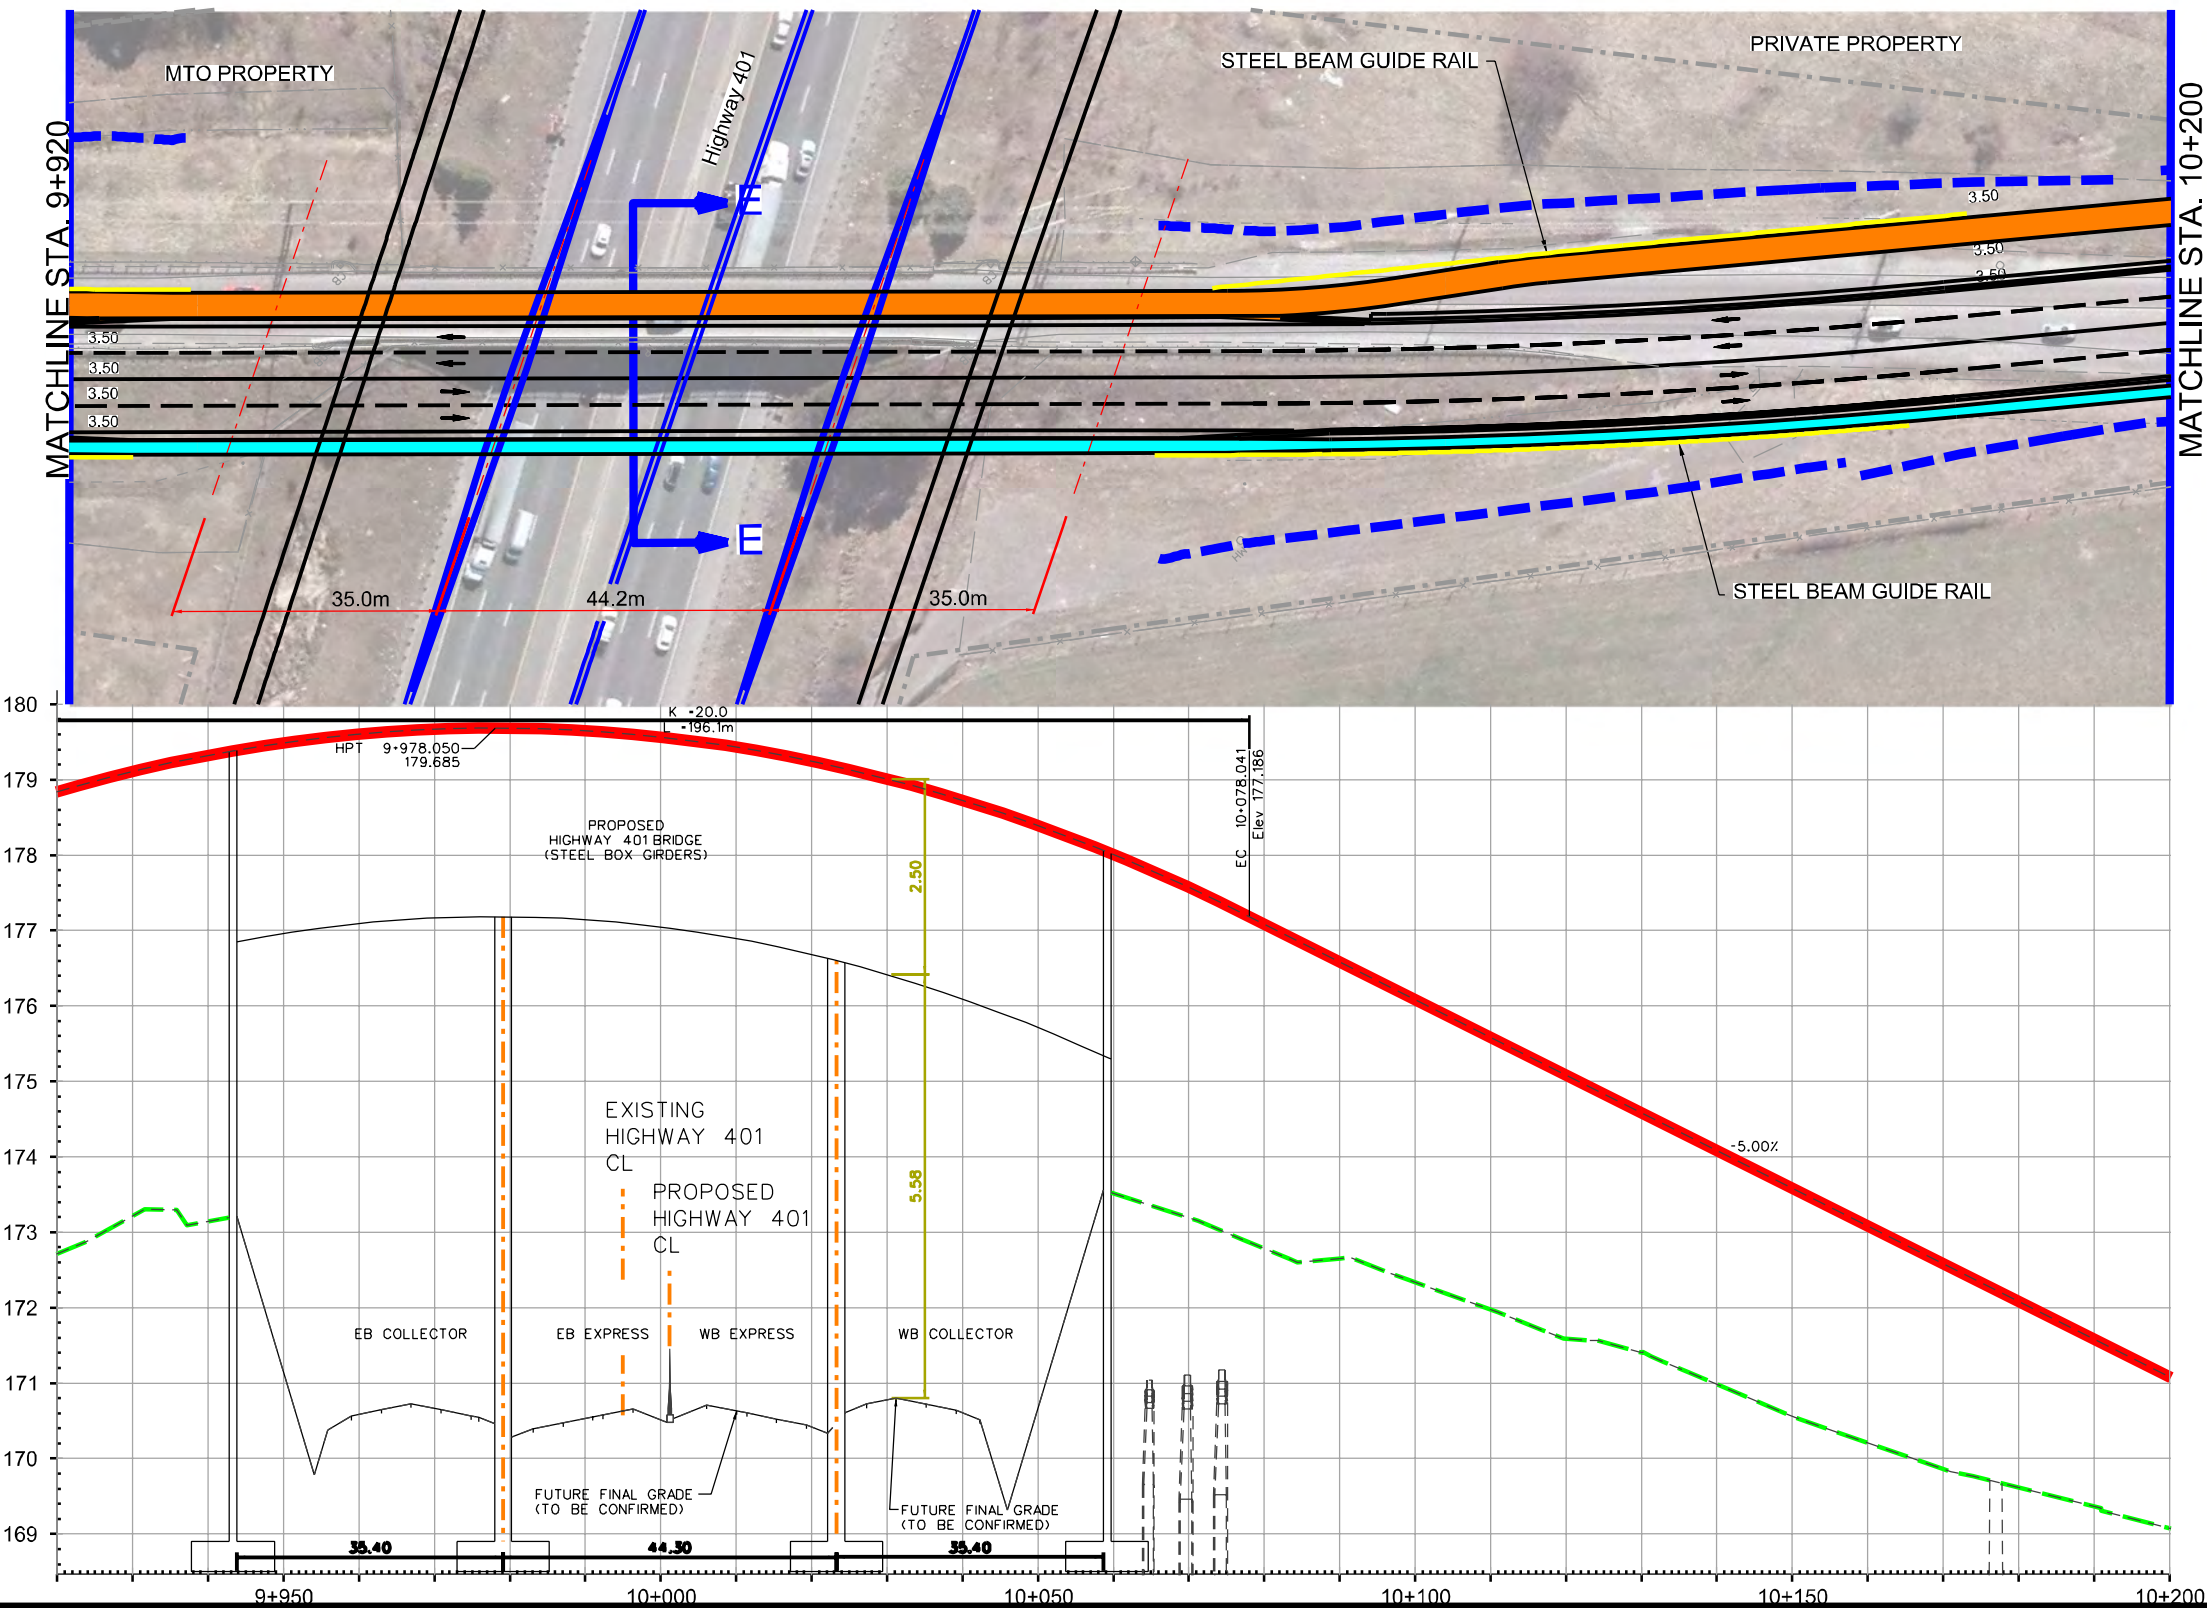 MTO PROPERTY
Highway 401
STEEL BEAM GUIDE RAIL
PRIVATE PROPERTY
MATCHLINE STA. 9+920
MATCHLINE STA. 10+200
E
3.50
3.50
3.50
3.50
3.50
3.50
3.50
E
35.0m
44.2m
35.0m
STEEL BEAM GUIDE RAIL
180
179
178
177
176
175
174
173
172
171
170
169
K -20.0
L -196.1m
HPT 9+978.050
179.685
EC 10+078.041
Elev 177.186
PROPOSED
HIGHWAY 401 BRIDGE
(STEEL BOX GIRDERS)
2.50
EXISTING
HIGHWAY 401
CL
PROPOSED
HIGHWAY 401
CL
5.58
-5.00%
EB COLLECTOR
EB EXPRESS
WB EXPRESS
WB COLLECTOR
FUTURE FINAL GRADE
(TO BE CONFIRMED)
FUTURE FINAL GRADE
(TO BE CONFIRMED)
35.40
44.30
35.40
9+950
10+000
10+050
10+100
10+150
10+200